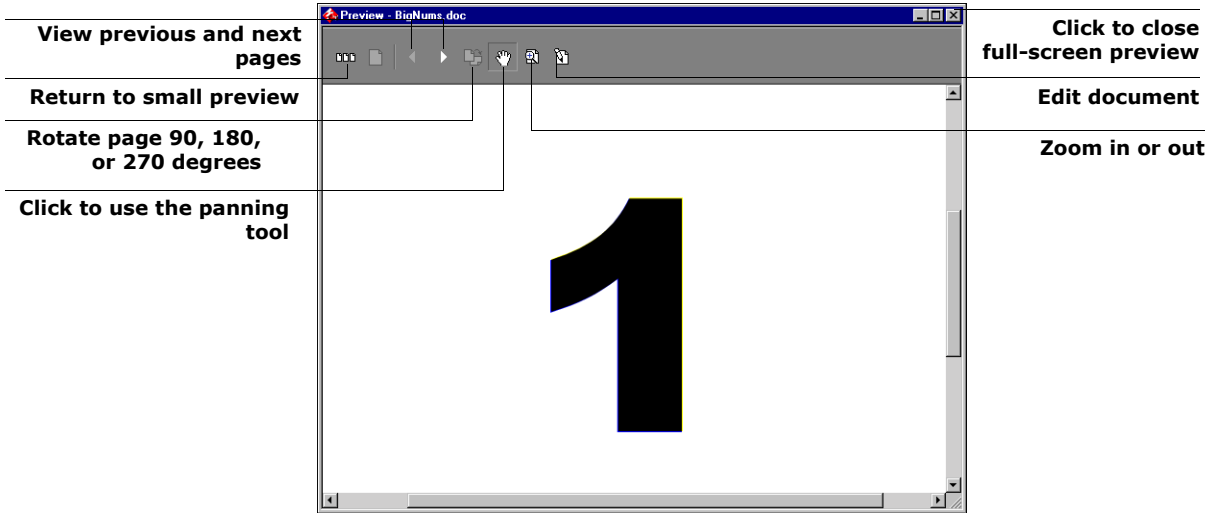 Preview - BigNums.doc
View previous and next
pages
Return to small preview
Rotate page 90, 180,
or 270 degrees
Click to use the panning
tool
Click to close
full-screen preview
Edit document
Zoom in or out
1